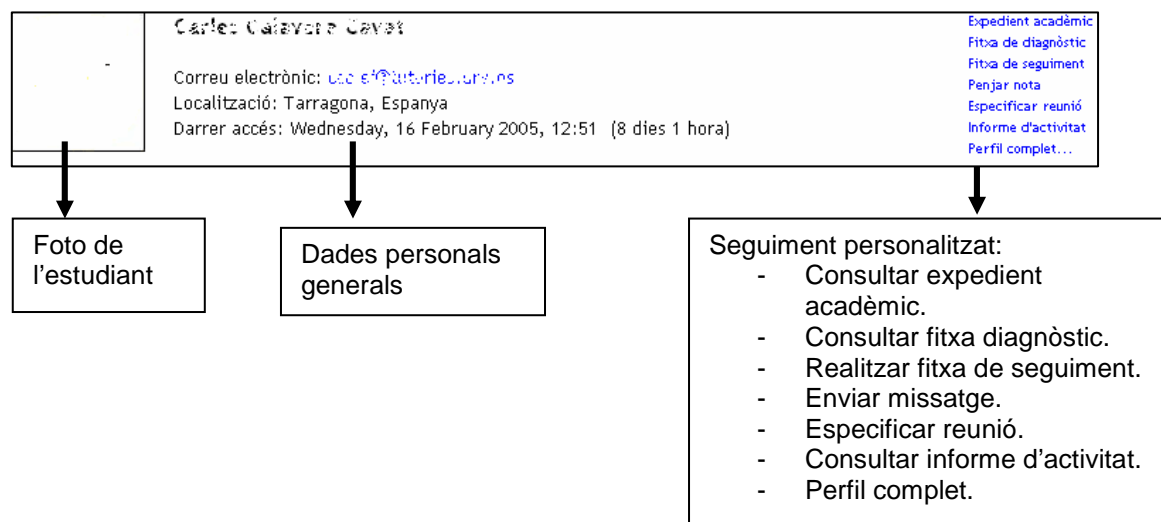 Correu electrònic:
Localització: Tarragona, Espanya
Darrer accés: Wednesday, 16 February 2005, 12:51 (8 dies 1 hora)
Expedient acadèmic
Fitxa de diagnòstic
Fitxa de seguiment
Penjar nota
Especificar reunió
Informe d'activitat
Perfil complet...
Foto de
l’estudiant
Dades personals
generals
Seguiment personalitzat:
- Consultar expedient
acadèmic.
- Consultar fitxa diagnòstic.
- Realitzar fitxa de seguiment.
- Enviar missatge.
- Especificar reunió.
- Consultar informe d’activitat.
- Perfil complet.